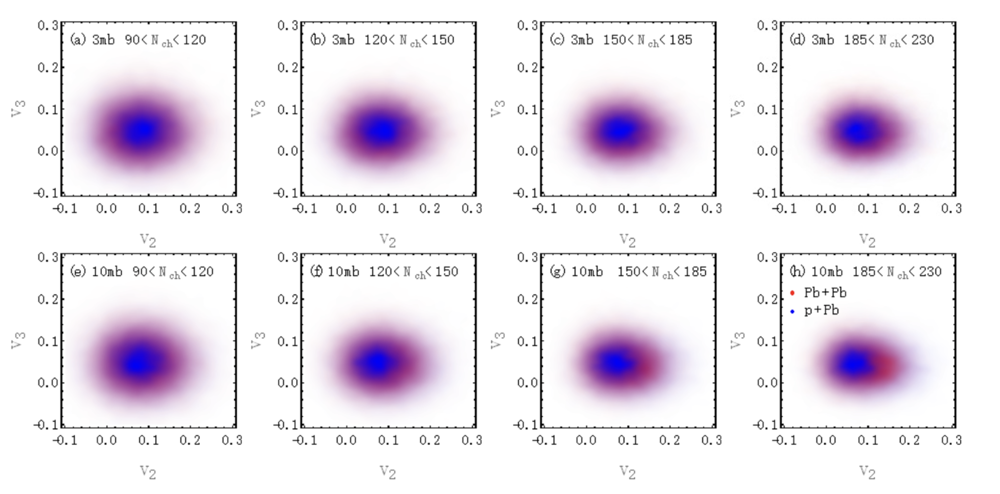 (a) 3mb 90<N ch<120
0.3
0.2
0.1
0.0
-0.1
V3
-0.1 0.0 0.1 0.2 0.3
V2
(b) 3mb 120<N ch<150
0.3
0.2
0.1
0.0
-0.1
V3
-0.1 0.0 0.1 0.2 0.3
V2
(c) 3mb 150<N ch<185
0.3
0.2
0.1
0.0
-0.1
V3
-0.1 0.0 0.1 0.2 0.3
V2
(d) 3mb 185<N ch<230
0.3
0.2
0.1
0.0
-0.1
V3
-0.1 0.0 0.1 0.2 0.3
V2
(e) 10mb 90<N ch<120
0.3
0.2
0.1
0.0
-0.1
V3
-0.1 0.0 0.1 0.2 0.3
V2
(f) 10mb 120<N ch<150
0.3
0.2
0.1
0.0
-0.1
V3
-0.1 0.0 0.1 0.2 0.3
V2
(g) 10mb 150<N ch<185
0.3
0.2
0.1
0.0
-0.1
V3
-0.1 0.0 0.1 0.2 0.3
V2
(h) 10mb 185<N ch<230
Pb+Pb
p+Pb
0.3
0.2
0.1
0.0
-0.1
V3
-0.1 0.0 0.1 0.2 0.3
V2